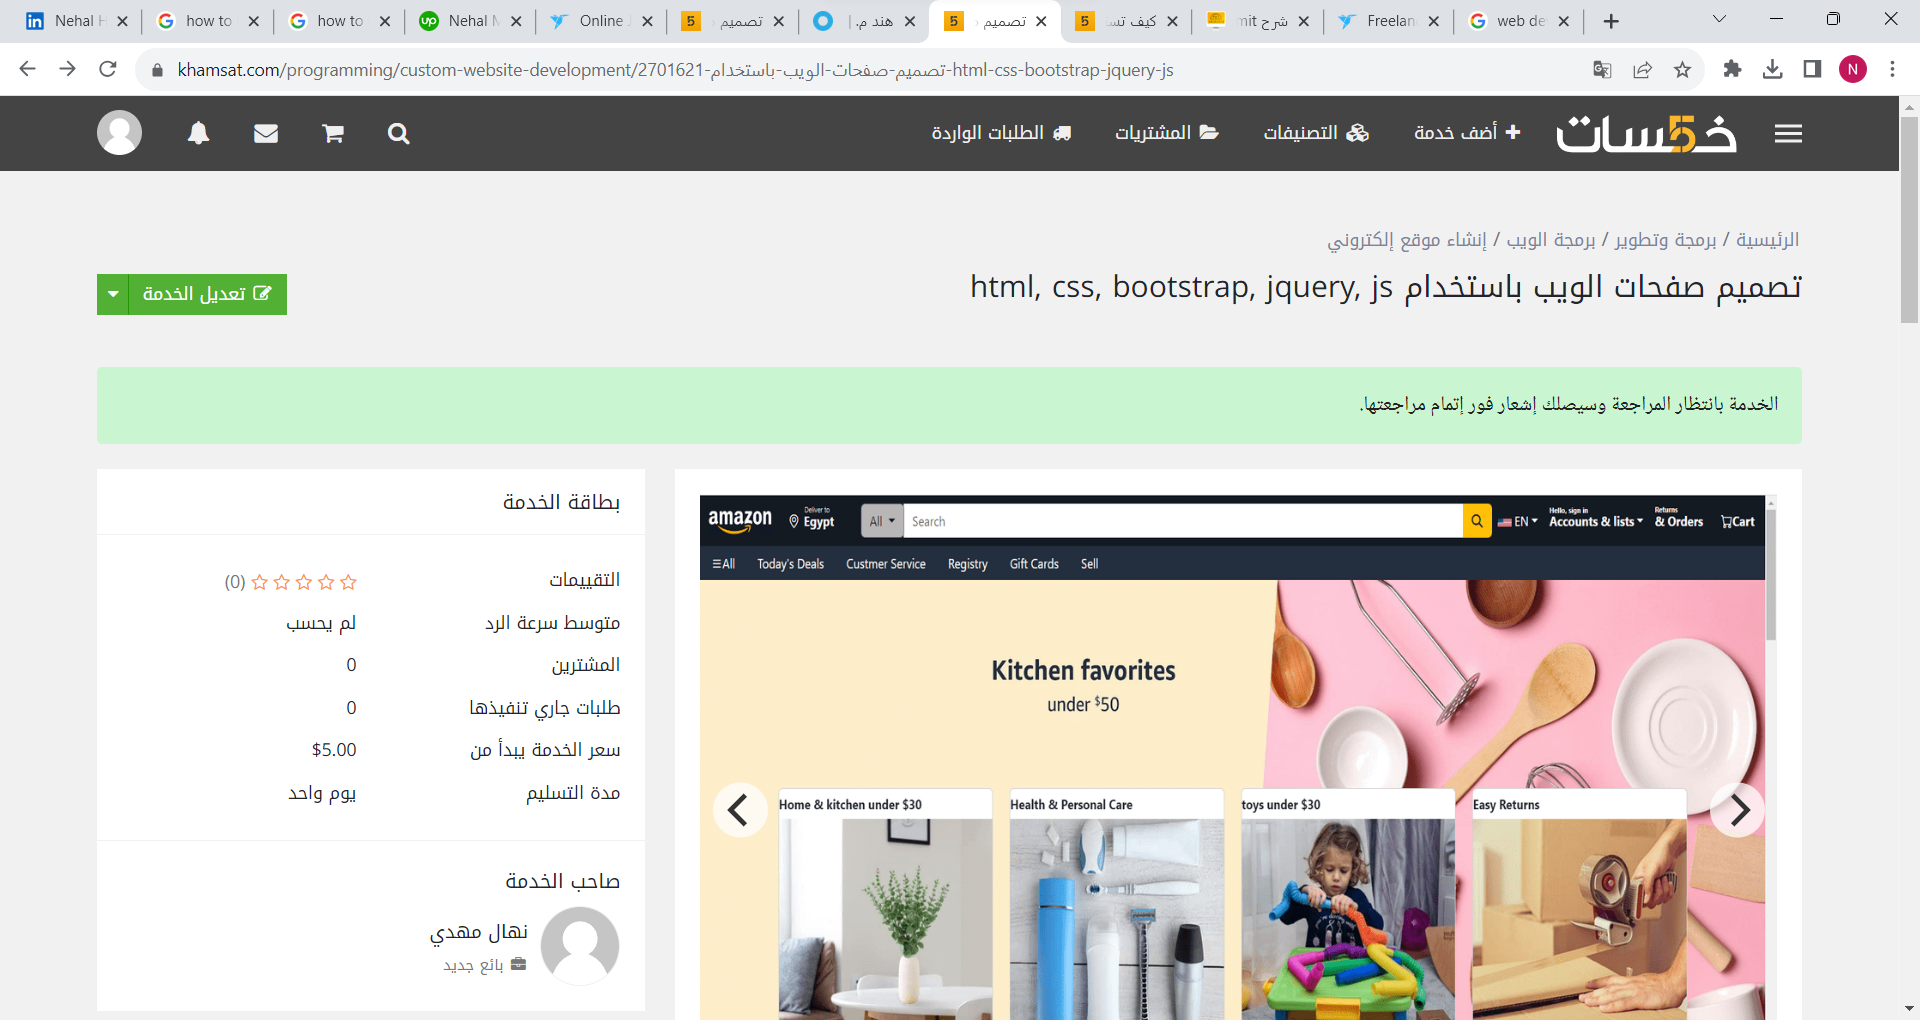 Nehal H
how to
how to
Nehal M
Online J
تصميم
هند م. |
تصميم
كيف تس
شرح mit
Freelan
web de
khamsat.com/programming/custom-website-development/2701621-تصميم-صفحات-الويب-باستخدام-html-css-bootstrap-jquery-js
N
خمسات
أضف خدمة
التصنيفات
المشتريات
الطلبات الواردة
الرئيسية / برمجة وتطوير / برمجة الويب / إنشاء موقع إلكتروني
تصميم صفحات الويب باستخدام html, css, bootstrap, jquery, js
تعديل الخدمة
الخدمة بانتظار المراجعة وسيصلك إشعار فور إتمام مراجعتها.
amazon
Deliver to
Egypt
All
Search
EN
Hello, sign in
Accounts & lists
Returns
& Orders
Cart
All
Today's Deals
Custmer Service
Registry
Gift Cards
Sell
Kitchen favorites
under $50
Home & kitchen under $30
Health & Personal Care
toys under $30
Easy Returns
بطاقة الخدمة
التقييمات (0)
متوسط سرعة الرد لم يحسب
المشترين 0
طلبات جاري تنفيذها 0
سعر الخدمة يبدأ من $5.00
مدة التسليم يوم واحد
صاحب الخدمة
نهال مهدي
بائع جديد